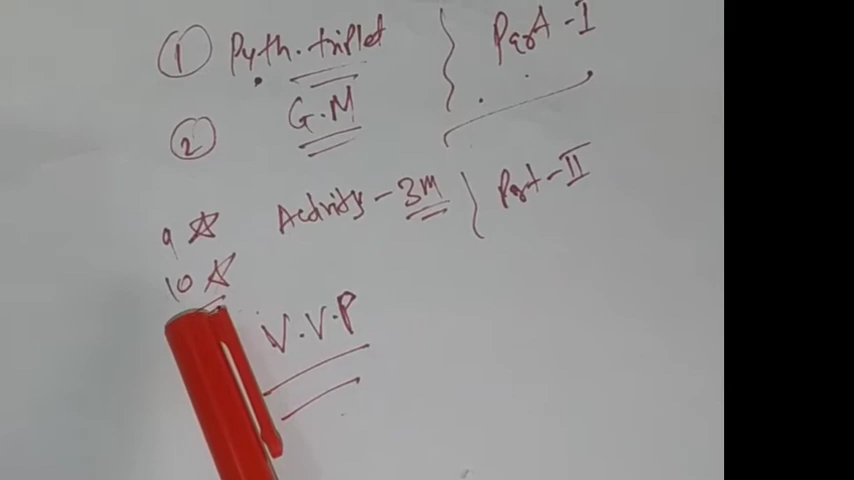 1 Pyth. triplet } Part-I
2 G.M
Activity - 3m } Part-II
9 ☆
10 ☆
V.V.P